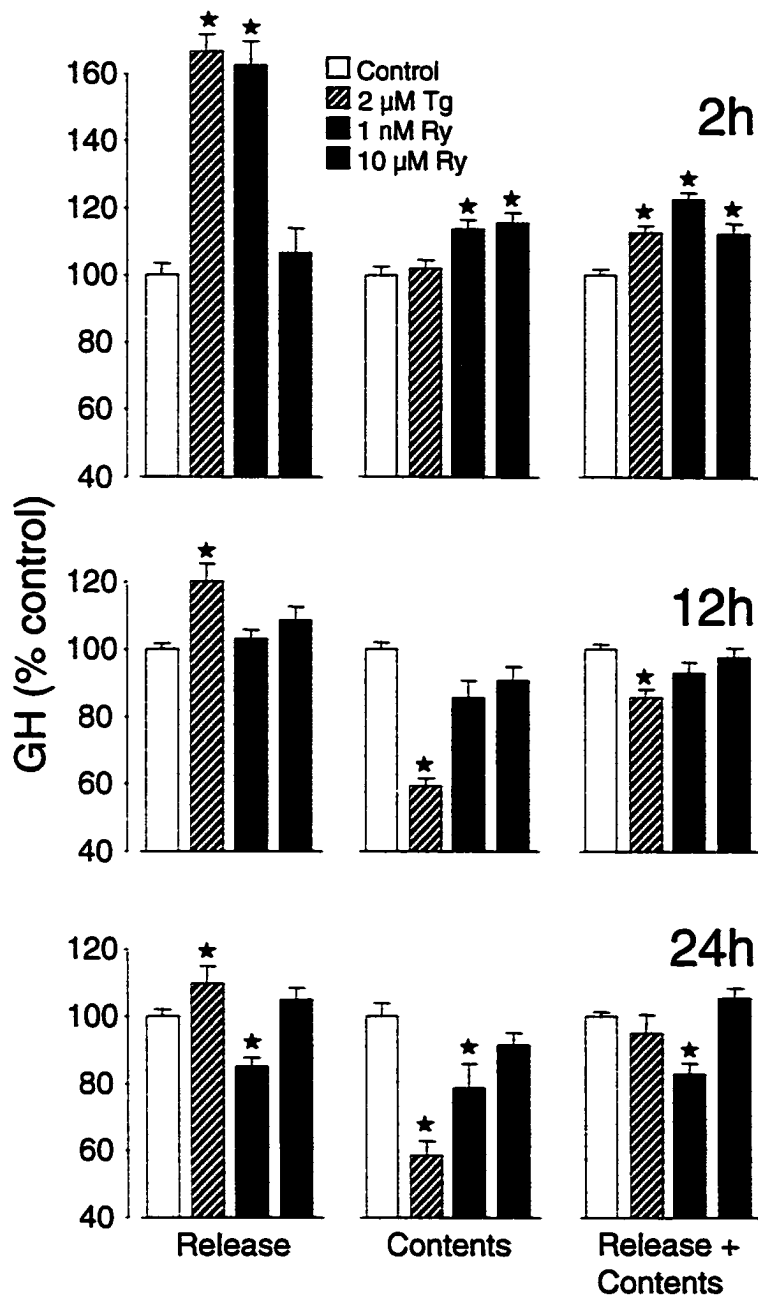 160
140
120
100
80
60
40
Control
2 µM Tg
1 nM Ry
10 µM Ry
2h
GH (% control)
120
100
80
60
40
12h
120
100
80
60
40
24h
Release
Contents
Release +
Contents